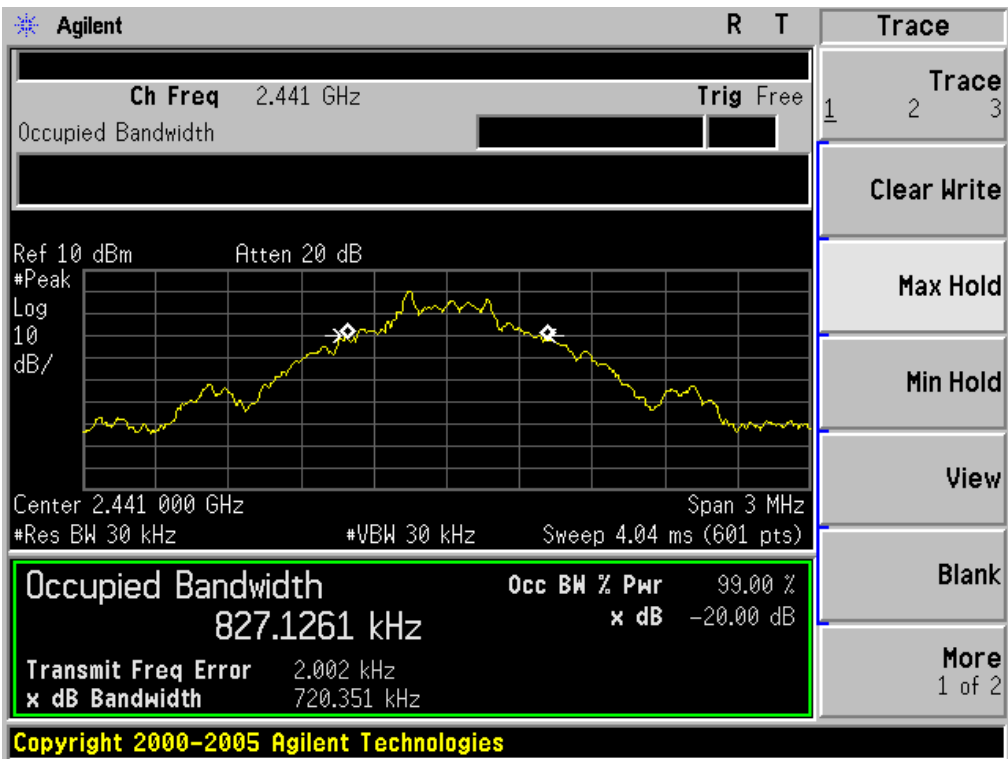 Agilent R T
Ch Freq 2.441 GHz Trig Free
Occupied Bandwidth
Ref 10 dBm Atten 20 dB
#Peak
Log
10
dB/
Center 2.441 000 GHz Span 3 MHz
#Res BW 30 kHz #VBW 30 kHz Sweep 4.04 ms (601 pts)
Occupied Bandwidth Occ BW % Pwr 99.00 %
827.1261 kHz x dB -20.00 dB
Transmit Freq Error 2.002 kHz
x dB Bandwidth 720.351 kHz
Copyright 2000-2005 Agilent Technologies
Trace
Trace
1 2 3
Clear Write
Max Hold
Min Hold
View
Blank
More
1 of 2